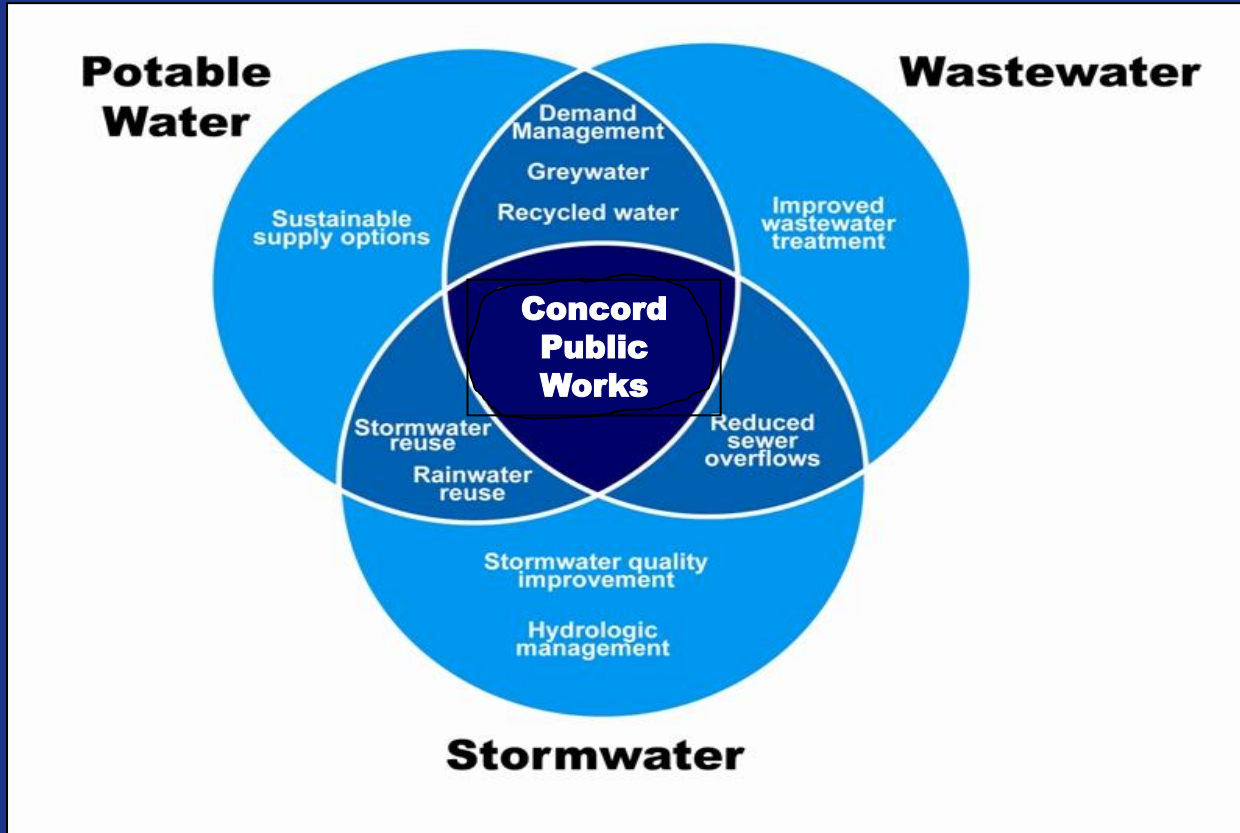 Potable
Water
Wastewater
Demand
Management
Greywater
Recycled water
Sustainable
supply options
Improved
wastewater
treatment
Concord
Public
Works
Stormwater
reuse
Rainwater
reuse
Reduced
sewer
overflows
Stormwater quality
improvement
Hydrologic
management
Stormwater